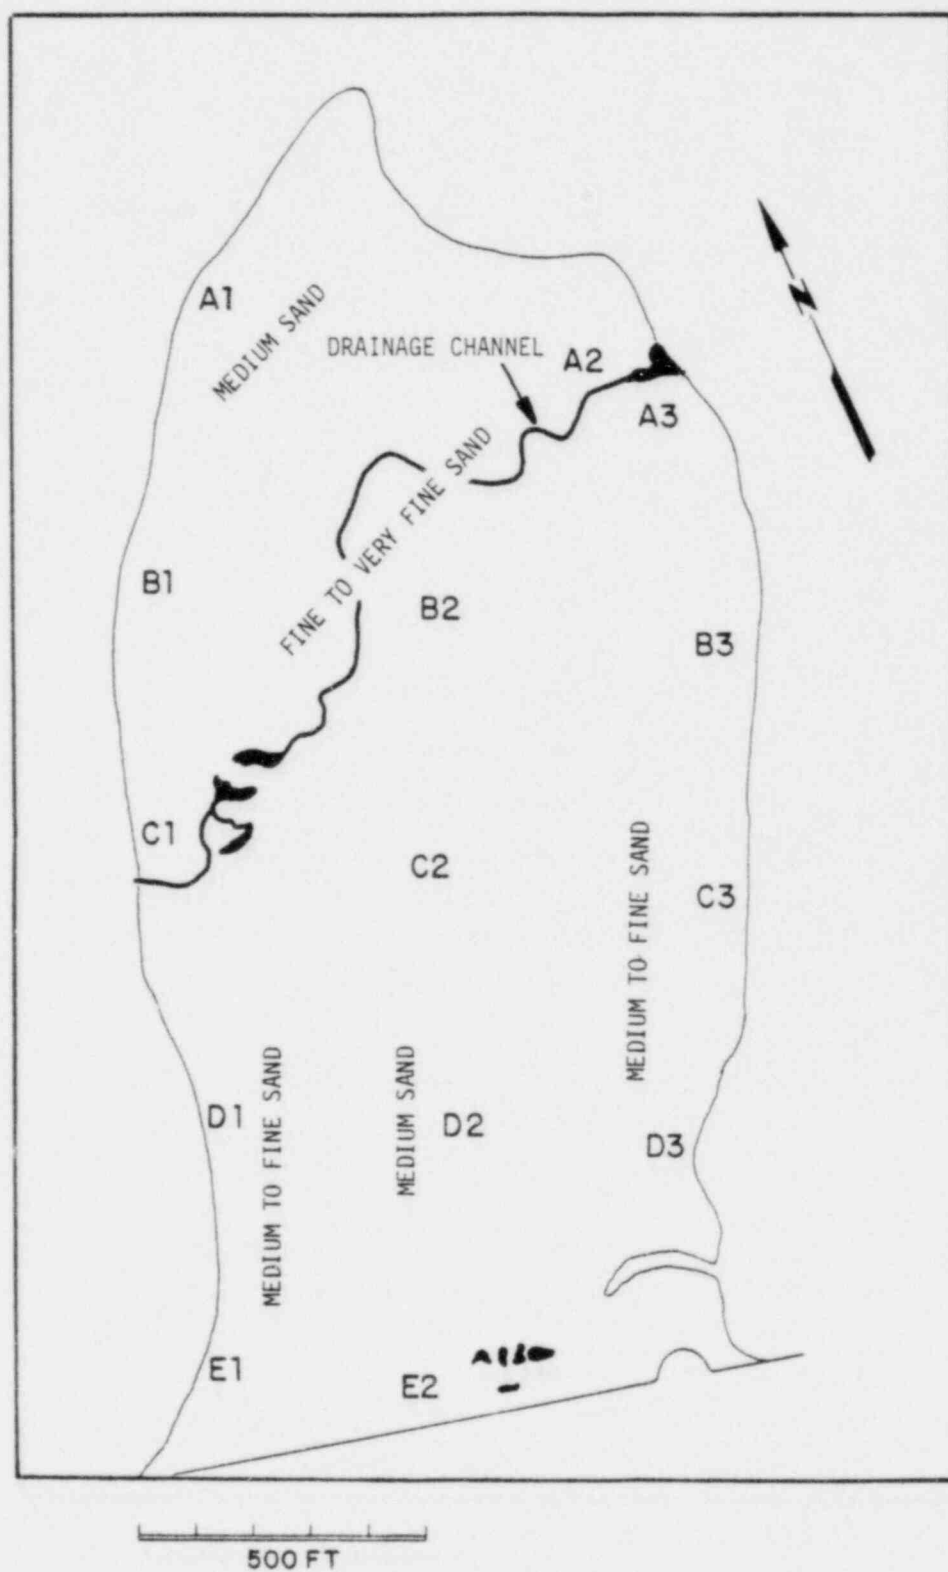 A1
MEDIUM SAND
DRAINAGE CHANNEL
A2
A3
N
FINE TO VERY FINE SAND
B1
B2
B3
C1
C2
C3
MEDIUM TO FINE SAND
MEDIUM TO FINE SAND
MEDIUM SAND
D1
D2
D3
E1
E2
500 FT